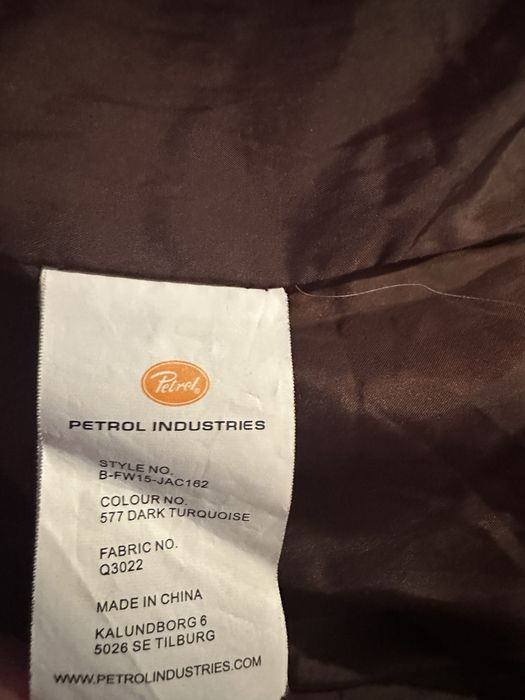 Petrol®
PETROL INDUSTRIES
STYLE NO.
B-FW15-JAC162
COLOUR NO.
577 DARK TURQUOISE
FABRIC NO.
Q3022
MADE IN CHINA
KALUNDBORG 6
5026 SE TILBURG
WWW.PETROLINDUSTRIES.COM